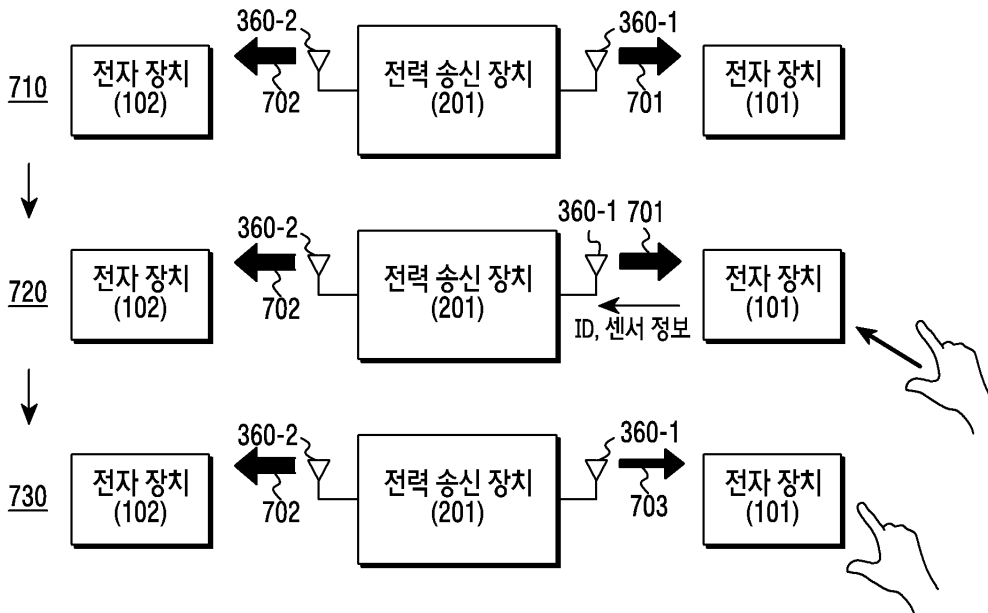 360-2 360-1
710 전자 장치 전력 송신 장치 전자 장치
(102) 702 (201) 701 (101)
360-2 360-1 701
720 전자 장치 전력 송신 장치 전자 장치
(102) 702 (201) ID, 센서 정보 (101)
360-2 360-1
730 전자 장치 전력 송신 장치 전자 장치
(102) 702 (201) 703 (101)